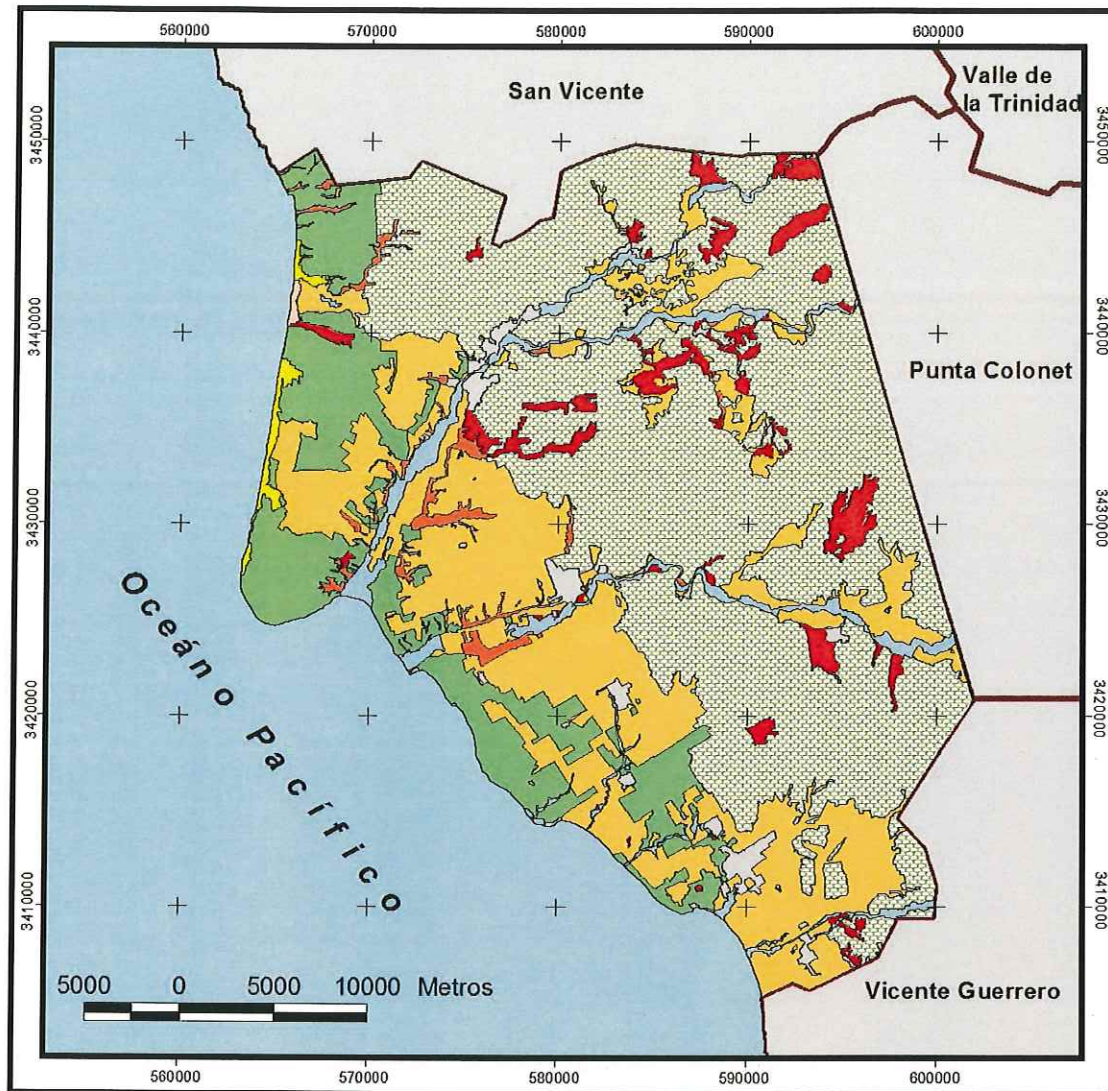 560000 570000 580000 590000 600000
San Vicente
Valle de
la Trinidad
3450000
3450000
3440000
3440000
Punta Colonet
3430000
3430000
Océano Pacífico
3420000
3420000
3410000
3410000
5000 0 5000 10000 Metros
Vicente Guerrero
560000 570000 580000 590000 600000